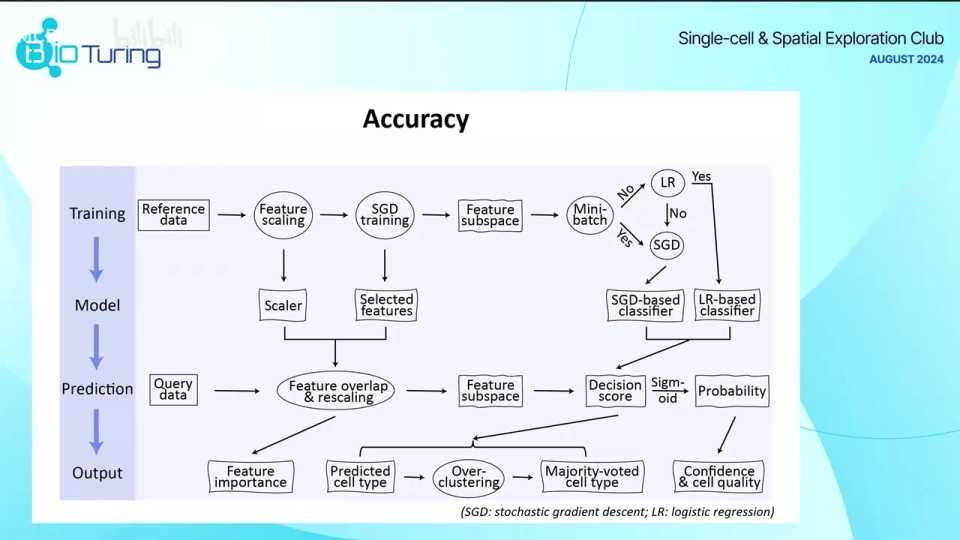 BioTuring
bilibili
Single-cell & Spatial Exploration Club
AUGUST 2024
Accuracy
Training
Reference
data
Feature
scaling
SGD
training
Feature
subspace
Mini-
batch
No
Yes
LR
Yes
No
SGD
Model
Scaler
Selected
features
SGD-based
classifier
LR-based
classifier
Prediction
Query
data
Feature overlap
& rescaling
Feature
subspace
Decision
score
Sigm-
oid
Probability
Output
Feature
importance
Predicted
cell type
Over-
clustering
Majority-voted
cell type
Confidence
& cell quality
(SGD: stochastic gradient descent; LR: logistic regression)